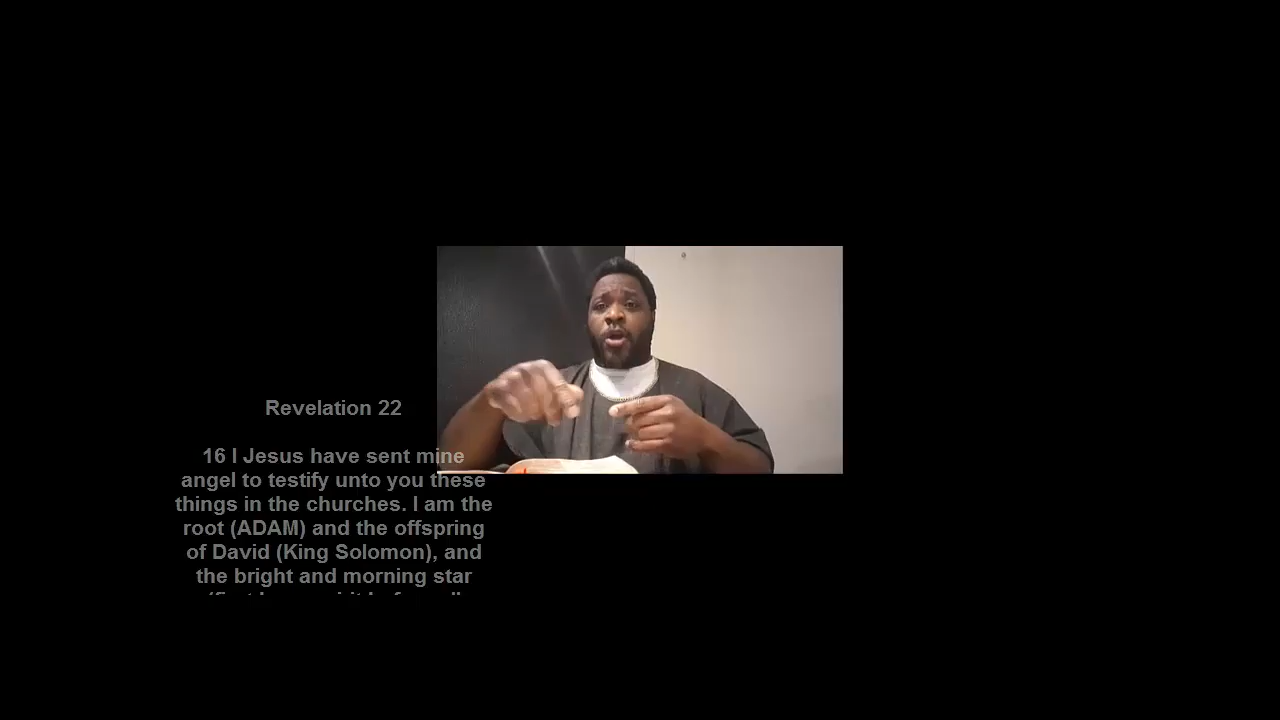 Revelation 22
16 I Jesus have sent mine
angel to testify unto you these
things in the churches. I am the
root (ADAM) and the offspring
of David (King Solomon), and
the bright and morning star